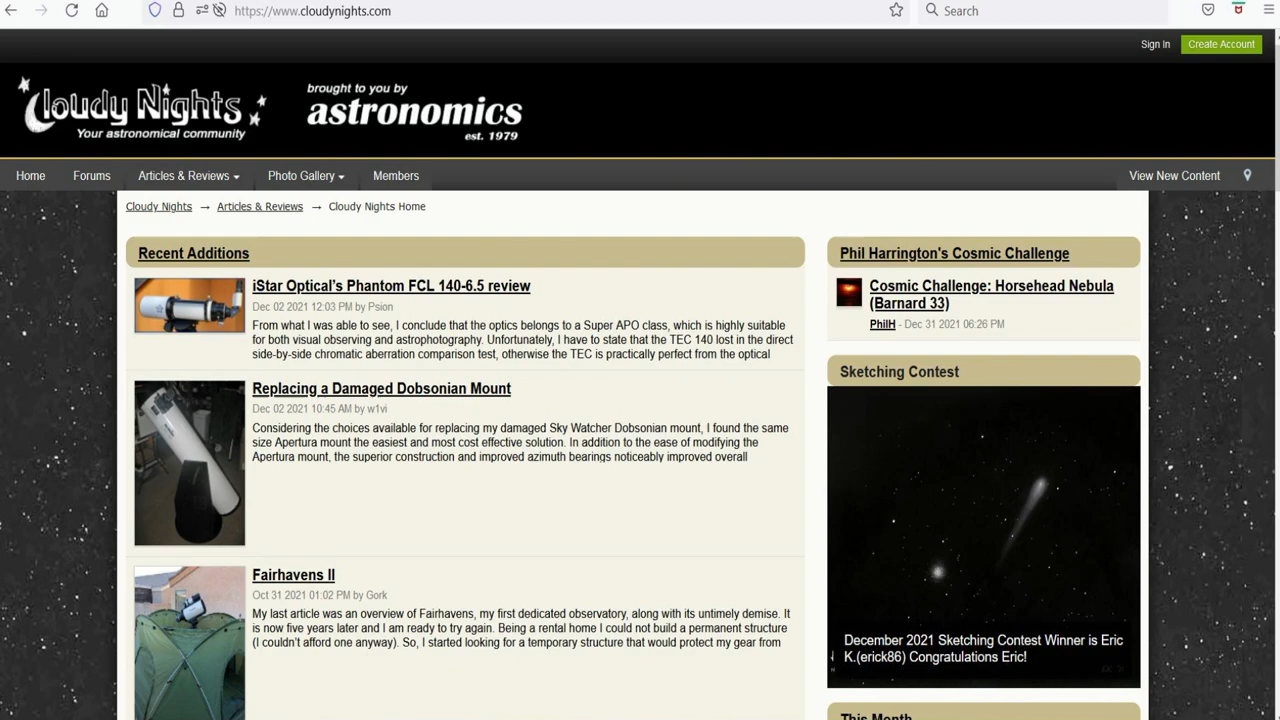 https://www.cloudynights.com
Search
Sign In
Create Account
Cloudy Nights
Your astronomical community
brought to you by
astronomics
est. 1979
Home
Forums
Articles & Reviews
Photo Gallery
Members
View New Content
Cloudy Nights → Articles & Reviews → Cloudy Nights Home
Recent Additions
iStar Optical’s Phantom FCL 140-6.5 review
Dec 02 2021 12:03 PM by Psion
From what I was able to see, I conclude that the optics belongs to a Super APO class, which is highly suitable
for both visual observing and astrophotography. Unfortunately, I have to state that the TEC 140 lost in the direct
side-by-side chromatic aberration comparison test, otherwise the TEC is practically perfect from the optical
Replacing a Damaged Dobsonian Mount
Dec 02 2021 10:45 AM by w1vi
Considering the choices available for replacing my damaged Sky Watcher Dobsonian mount, I found the same
size Apertura mount the easiest and most cost effective solution. In addition to the ease of modifying the
Apertura mount, the superior construction and improved azimuth bearings noticeably improved overall
Fairhavens II
Oct 31 2021 01:02 PM by Gork
My last article was an overview of Fairhavens, my first dedicated observatory, along with its untimely demise. It
is now five years later and I am ready to try again. Being a rental home I could not build a permanent structure
(I couldn't afford one anyway). So, I started looking for a temporary structure that would protect my gear from
Phil Harrington's Cosmic Challenge
Cosmic Challenge: Horsehead Nebula
(Barnard 33)
PhilH - Dec 31 2021 06:26 PM
Sketching Contest
December 2021 Sketching Contest Winner is Eric
K.(erick86) Congratulations Eric!
This Month